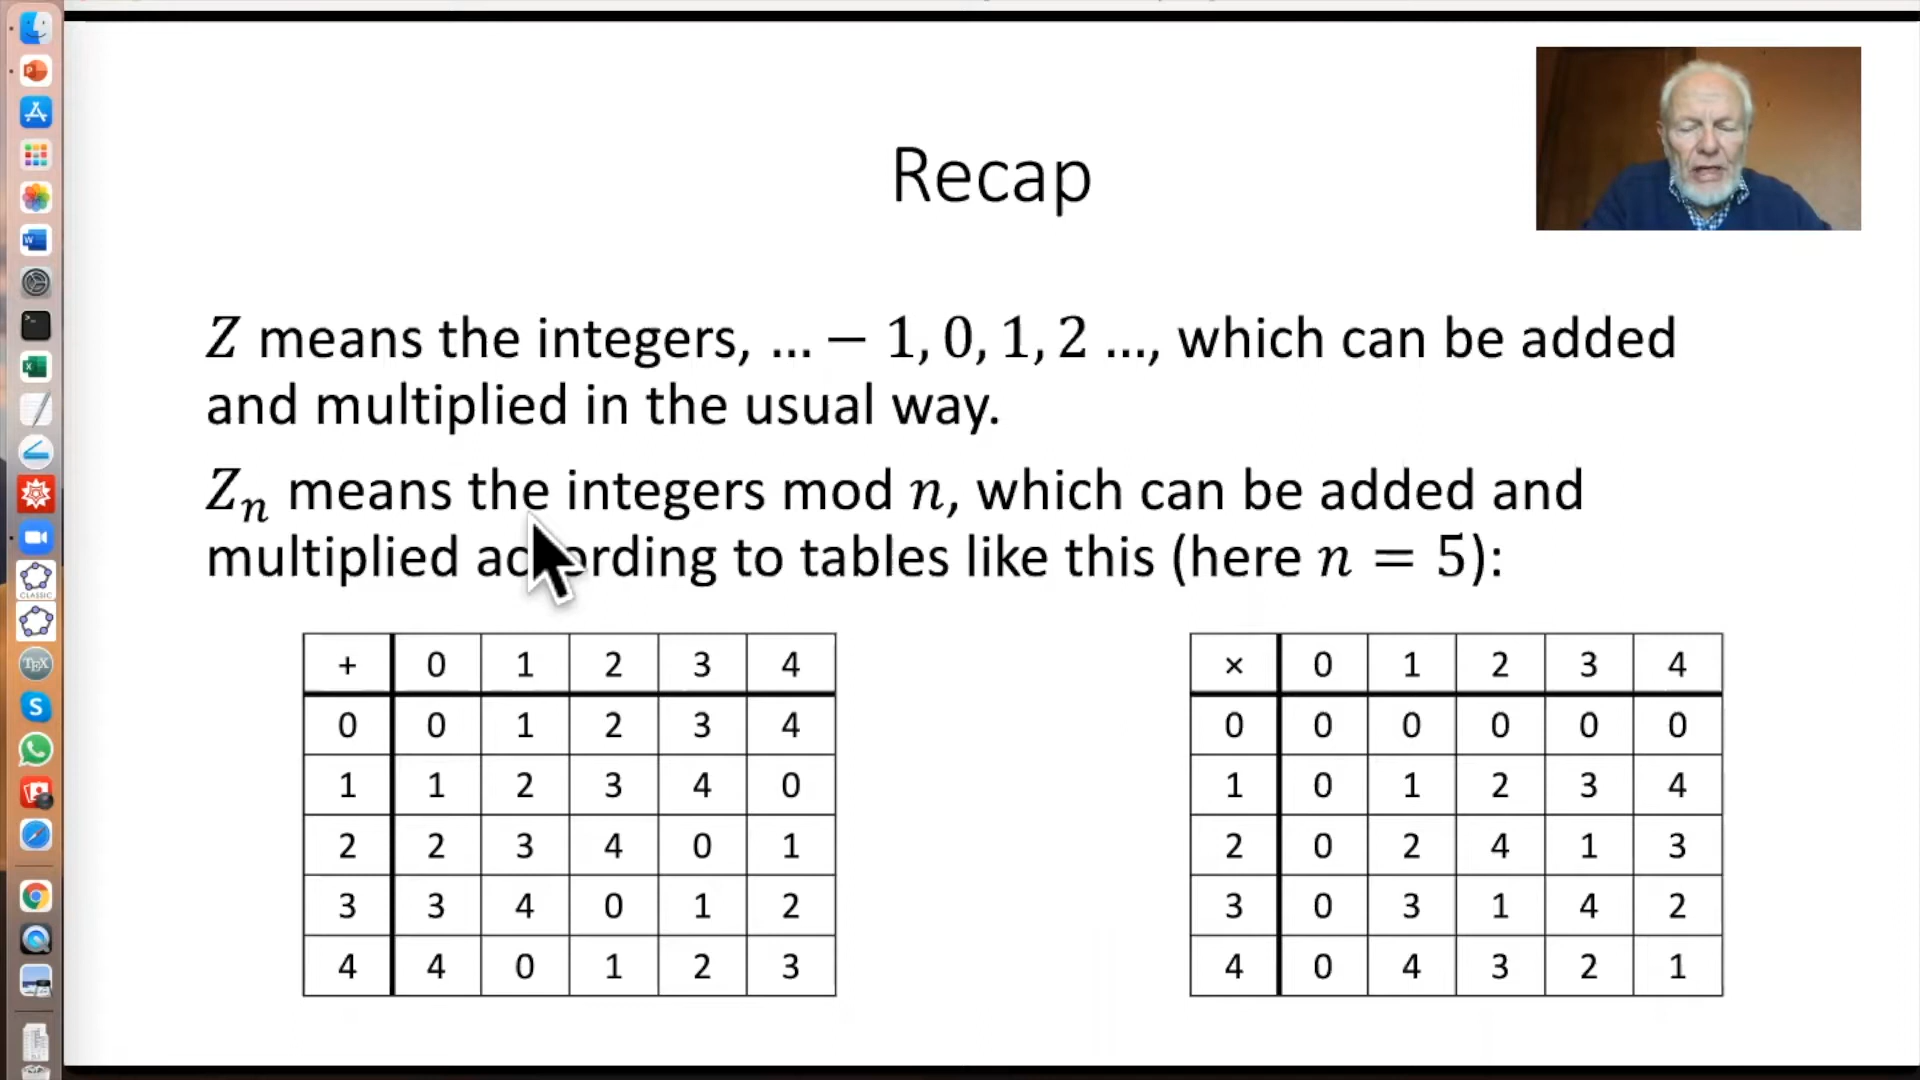 Recap
Z means the integers, … − 1, 0, 1, 2 …, which can be added
and multiplied in the usual way.
Zₙ means the integers mod n, which can be added and
multiplied according to tables like this (here n = 5):
+ 0 1 2 3 4
0 0 1 2 3 4
1 1 2 3 4 0
2 2 3 4 0 1
3 3 4 0 1 2
4 4 0 1 2 3
× 0 1 2 3 4
0 0 0 0 0 0
1 0 1 2 3 4
2 0 2 4 1 3
3 0 3 1 4 2
4 0 4 3 2 1
CLASSIC
TEX